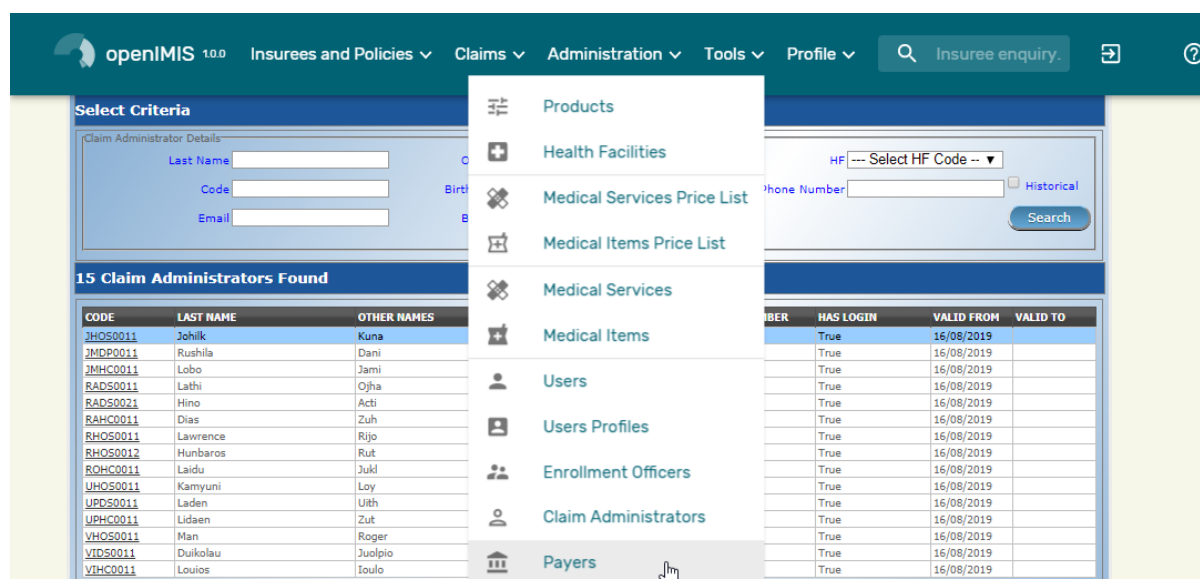 openIMIS 1.0.0 Insurees and Policies Claims Administration Tools Profile Insuree enquiry.
Select Criteria
Claim Administrator Details
Last Name HF --- Select HF Code --
Code Phone Number Historical
Email Search
Products
Health Facilities
Medical Services Price List
Medical Items Price List
Medical Services
Medical Items
Users
Users Profiles
Enrollment Officers
Claim Administrators
Payers
15 Claim Administrators Found
CODE LAST NAME OTHER NAMES HAS LOGIN VALID FROM VALID TO
JHOS0011 Johilk Kuna True 16/08/2019
JMDP0011 Rushila Dani True 16/08/2019
JMHC0011 Lobo Jami True 16/08/2019
RADS0011 Lathi Ojha True 16/08/2019
RADS0021 Hino Acti True 16/08/2019
RAHC0011 Dias Zuh True 16/08/2019
RHOS0011 Lawrence Rijo True 16/08/2019
RHOS0012 Hunbaros Rut True 16/08/2019
ROHC0011 Laidu Jukl True 16/08/2019
UHOS0011 Kamyuni Loy True 16/08/2019
UPDS0011 Laden Uith True 16/08/2019
UPHC0011 Lidaen Zut True 16/08/2019
VHOS0011 Man Roger True 16/08/2019
VIDS0011 Duikolau Juolpio True 16/08/2019
VIHC0011 Louios Ioulo True 16/08/2019